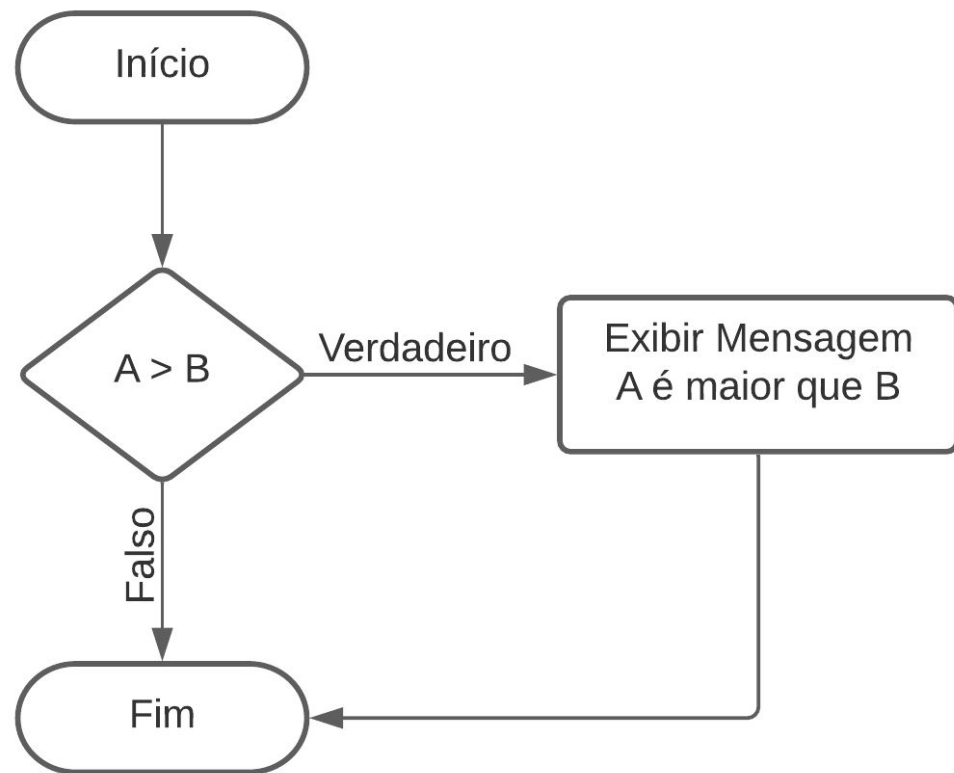 Início
A > B
Verdadeiro
Exibir Mensagem
A é maior que B
Falso
Fim